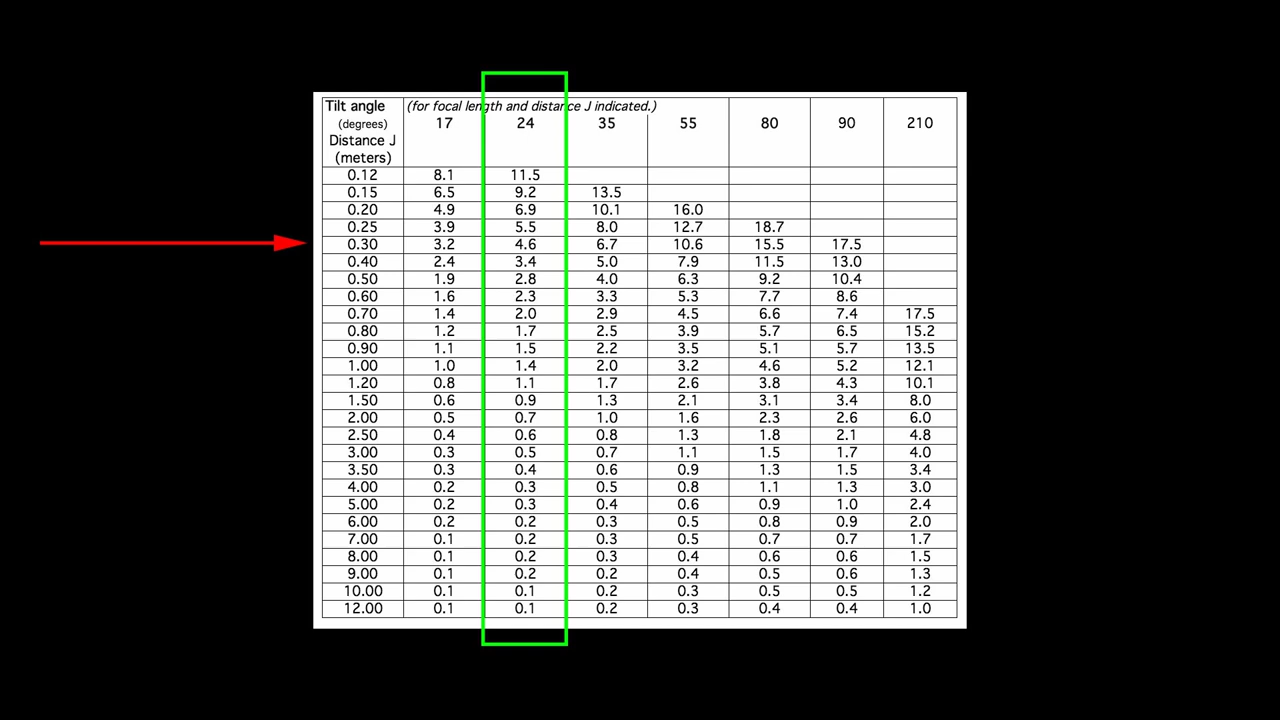 Tilt angle (for focal length and distance J indicated.)
(degrees) 17 24 35 55 80 90 210
Distance J
(meters)
0.12 8.1 11.5
0.15 6.5 9.2 13.5
0.20 4.9 6.9 10.1 16.0
0.25 3.9 5.5 8.0 12.7 18.7
0.30 3.2 4.6 6.7 10.6 15.5 17.5
0.40 2.4 3.4 5.0 7.9 11.5 13.0
0.50 1.9 2.8 4.0 6.3 9.2 10.4
0.60 1.6 2.3 3.3 5.3 7.7 8.6
0.70 1.4 2.0 2.9 4.5 6.6 7.4 17.5
0.80 1.2 1.7 2.5 3.9 5.7 6.5 15.2
0.90 1.1 1.5 2.2 3.5 5.1 5.7 13.5
1.00 1.0 1.4 2.0 3.2 4.6 5.2 12.1
1.20 0.8 1.1 1.7 2.6 3.8 4.3 10.1
1.50 0.6 0.9 1.3 2.1 3.1 3.4 8.0
2.00 0.5 0.7 1.0 1.6 2.3 2.6 6.0
2.50 0.4 0.6 0.8 1.3 1.8 2.1 4.8
3.00 0.3 0.5 0.7 1.1 1.5 1.7 4.0
3.50 0.3 0.4 0.6 0.9 1.3 1.5 3.4
4.00 0.2 0.3 0.5 0.8 1.1 1.3 3.0
5.00 0.2 0.3 0.4 0.6 0.9 1.0 2.4
6.00 0.2 0.2 0.3 0.5 0.8 0.9 2.0
7.00 0.1 0.2 0.3 0.5 0.7 0.7 1.7
8.00 0.1 0.2 0.3 0.4 0.6 0.6 1.5
9.00 0.1 0.2 0.2 0.4 0.5 0.6 1.3
10.00 0.1 0.1 0.2 0.3 0.5 0.5 1.2
12.00 0.1 0.1 0.2 0.3 0.4 0.4 1.0